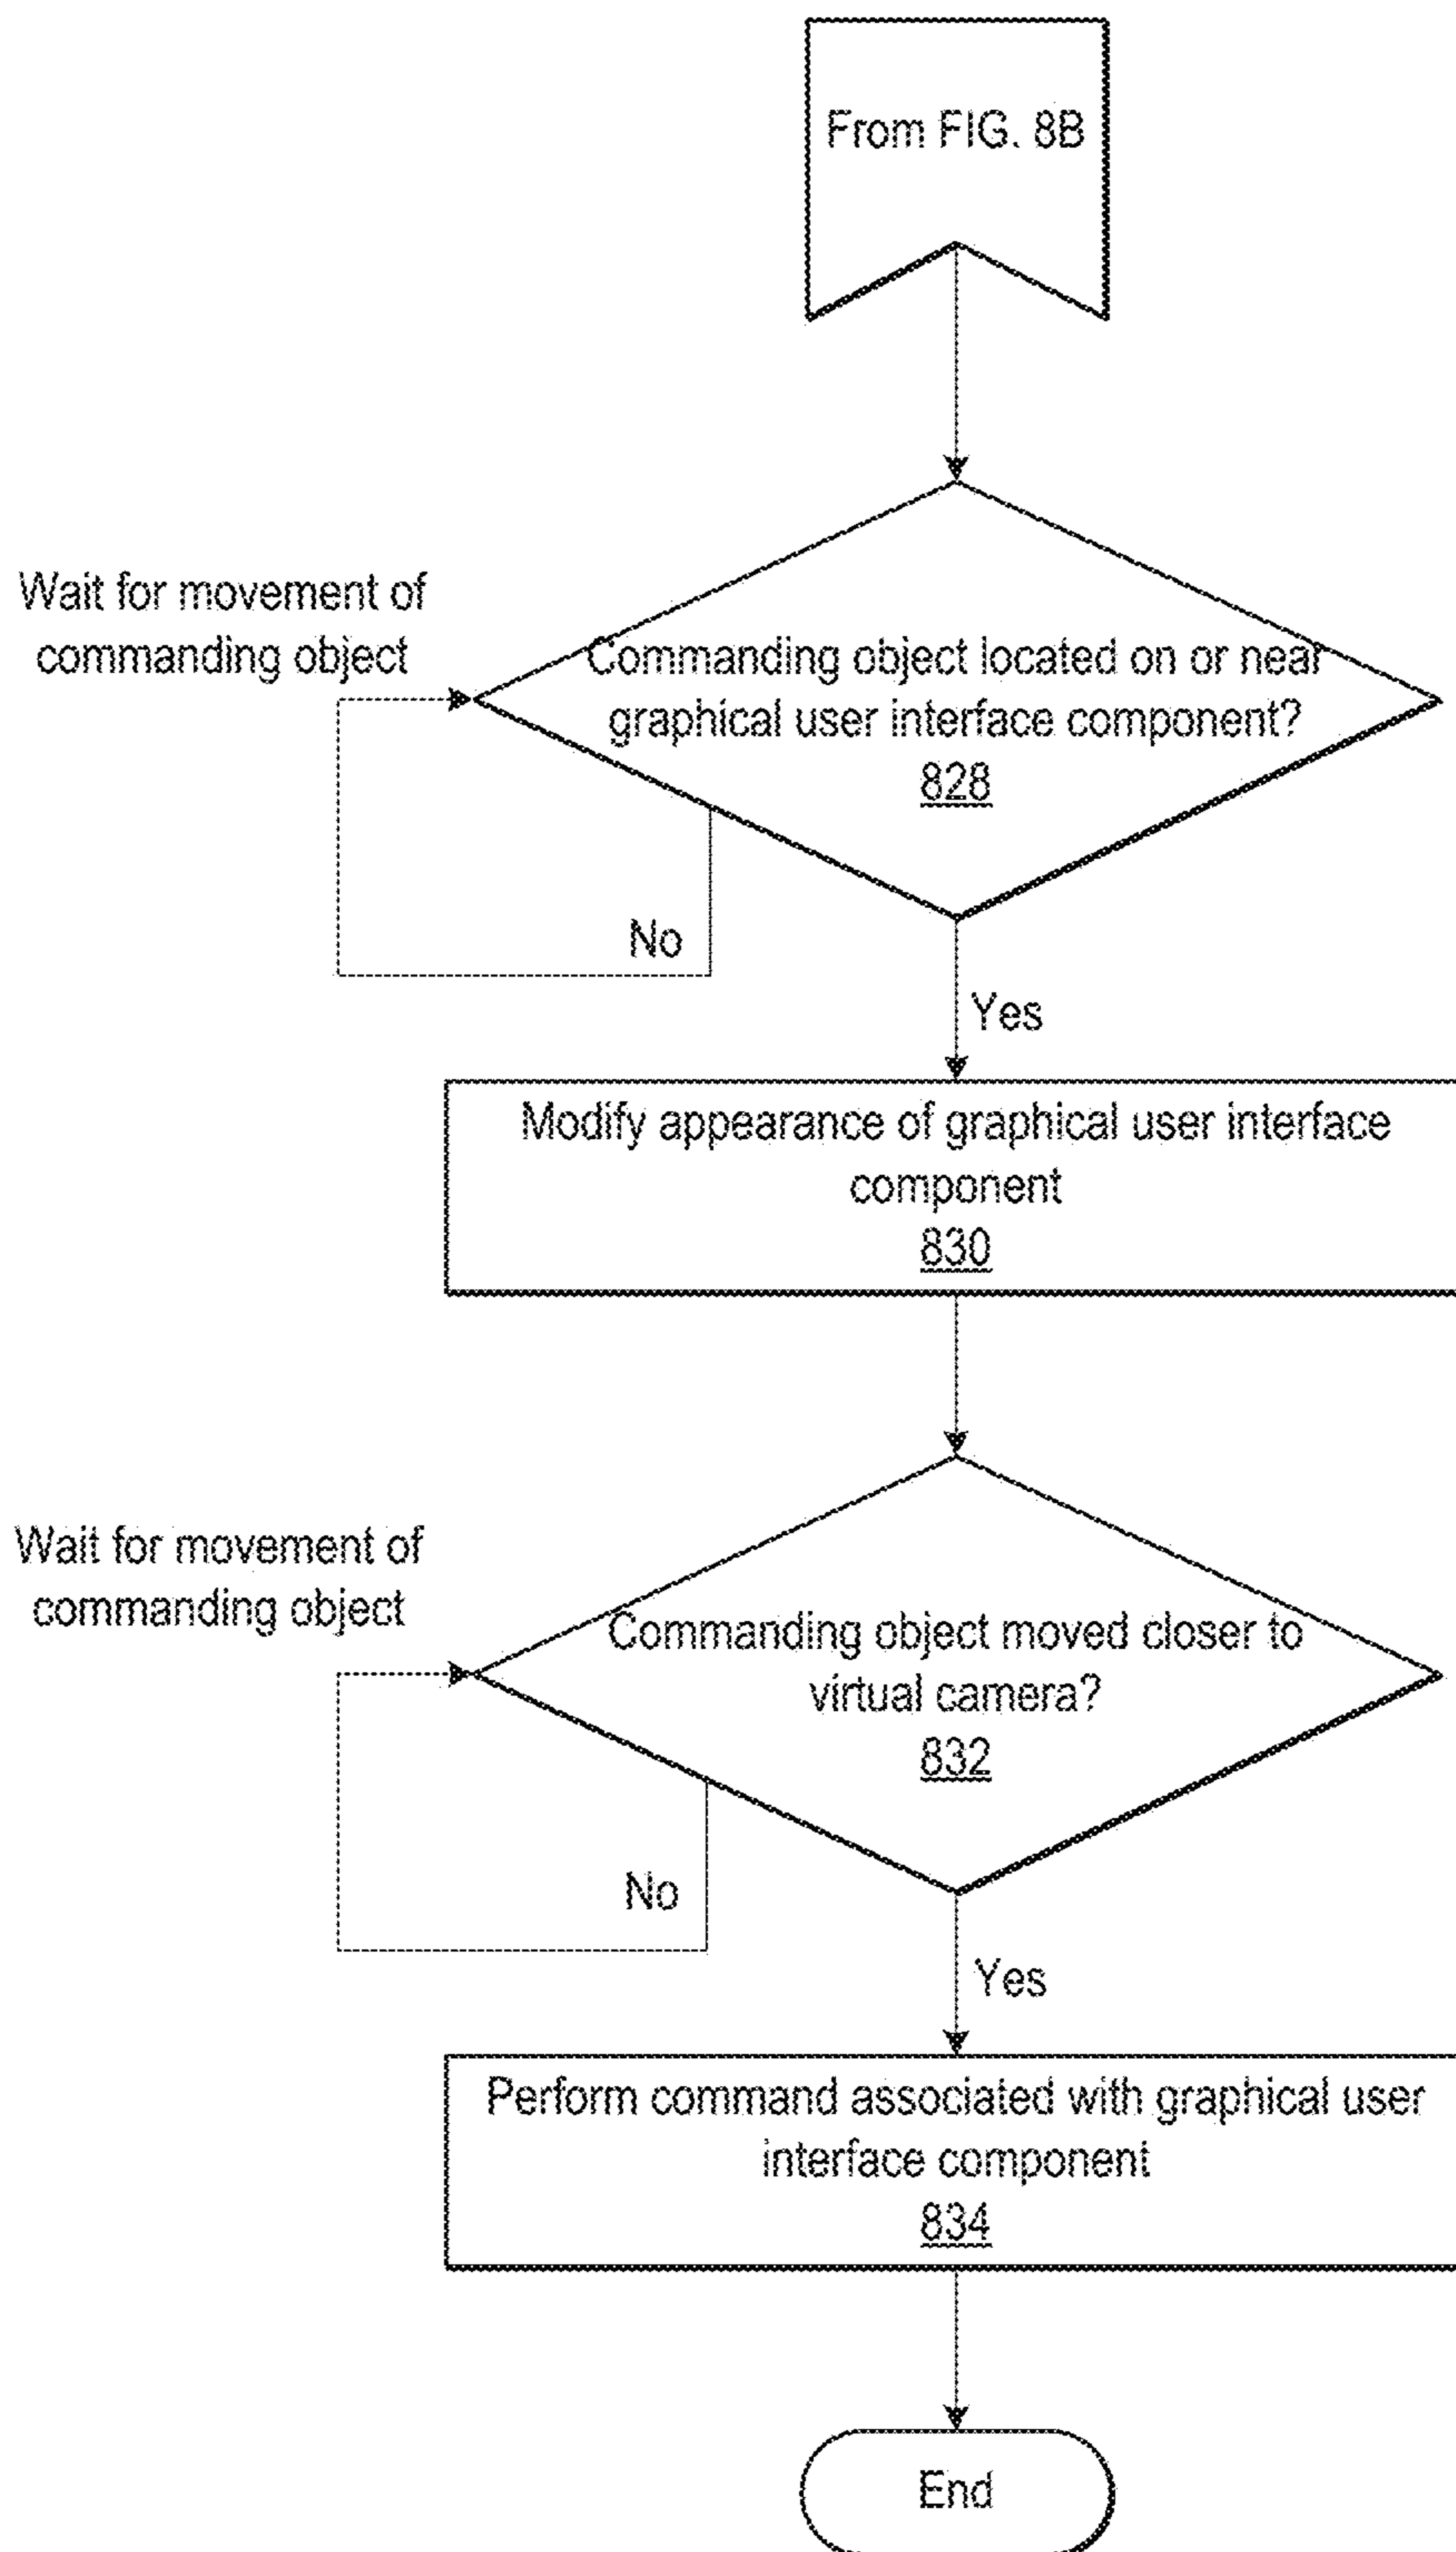 From FIG. 8B
Wait for movement of
commanding object
Commanding object located on or near
graphical user interface component?
828
No
Yes
Modify appearance of graphical user interface
component
830
Wait for movement of
commanding object
Commanding object moved closer to
virtual camera?
832
No
Yes
Perform command associated with graphical user
interface component
834
End